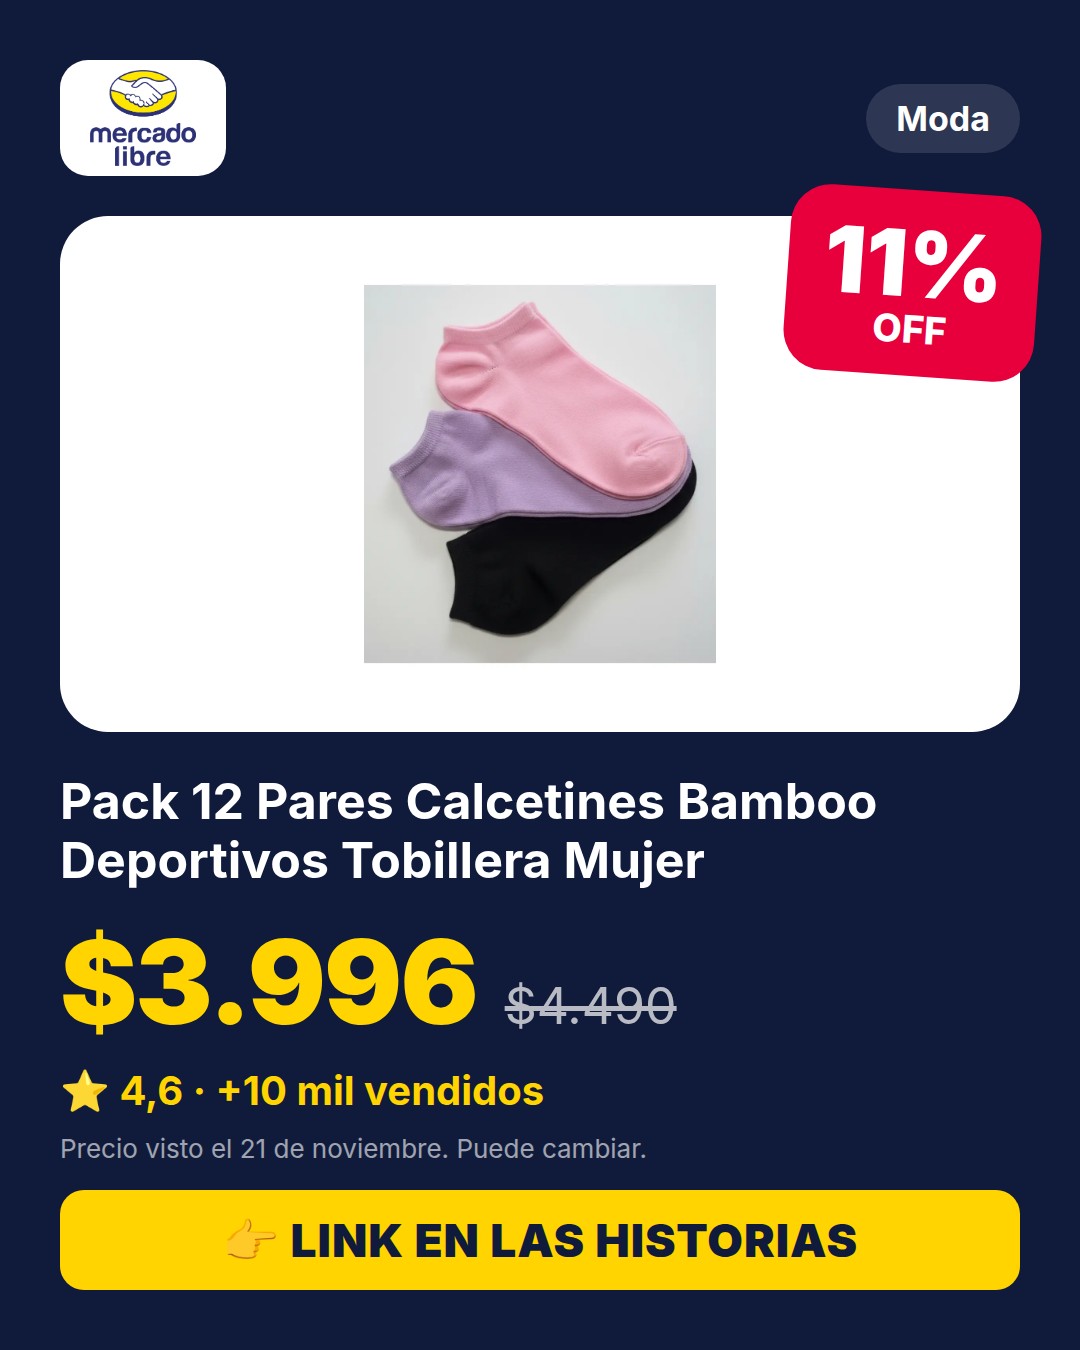 mercado
libre
Moda
11%
OFF
Pack 12 Pares Calcetines Bamboo
Deportivos Tobillera Mujer
$3.996 $4.490
⭐ 4,6 · +10 mil vendidos
Precio visto el 21 de noviembre. Puede cambiar.
👉 LINK EN LAS HISTORIAS